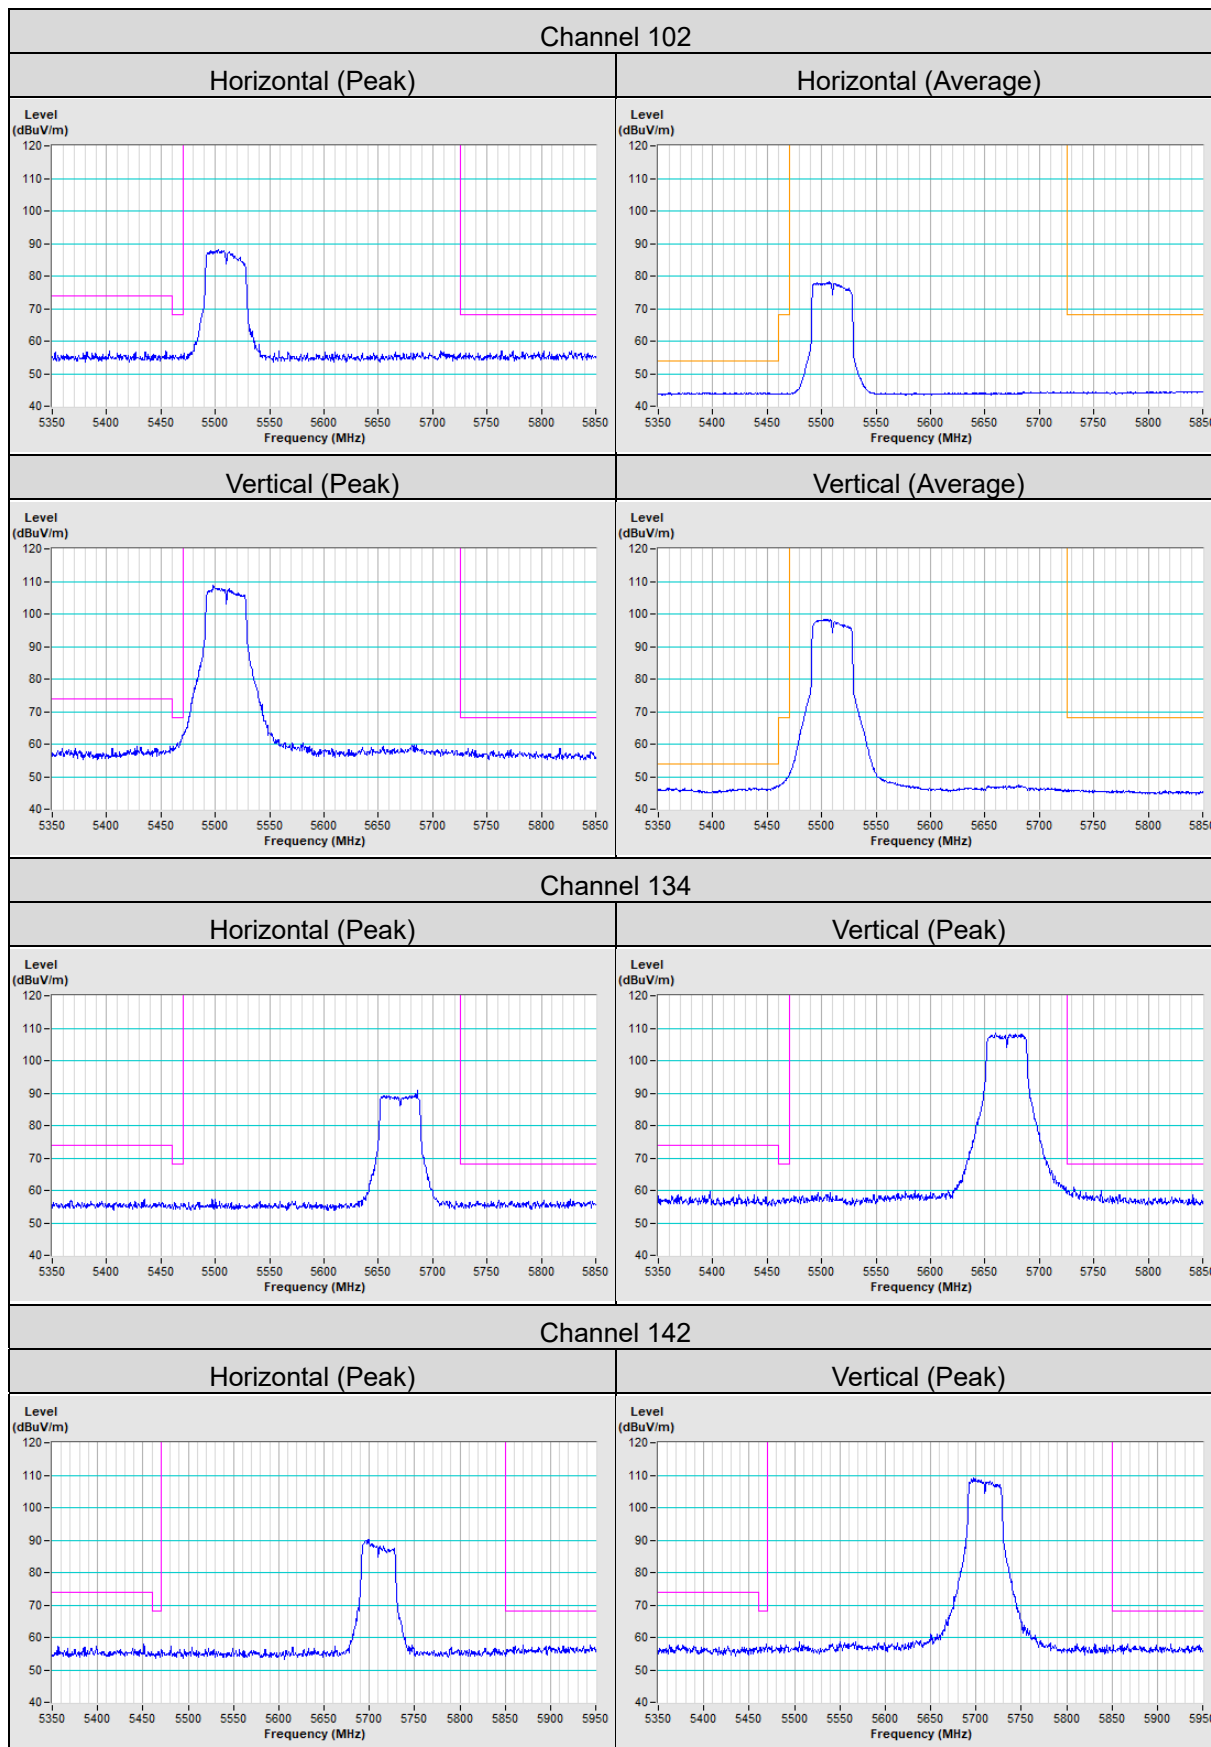 Channel 102
Horizontal (Peak) Horizontal (Average)
Level Level
(dBuV/m) (dBuV/m)
120 120
110 110
100 100
90 90
80 80
70 70
60 60
50 50
40 40
5350 5400 5450 5500 5550 5600 5650 5700 5750 5800 5850 5350 5400 5450 5500 5550 5600 5650 5700 5750 5800 5850
Frequency (MHz) Frequency (MHz)
Vertical (Peak) Vertical (Average)
Level Level
(dBuV/m) (dBuV/m)
120 120
110 110
100 100
90 90
80 80
70 70
60 60
50 50
40 40
5350 5400 5450 5500 5550 5600 5650 5700 5750 5800 5850 5350 5400 5450 5500 5550 5600 5650 5700 5750 5800 5850
Frequency (MHz) Frequency (MHz)
Channel 134
Horizontal (Peak) Vertical (Peak)
Level Level
(dBuV/m) (dBuV/m)
120 120
110 110
100 100
90 90
80 80
70 70
60 60
50 50
40 40
5350 5400 5450 5500 5550 5600 5650 5700 5750 5800 5850 5350 5400 5450 5500 5550 5600 5650 5700 5750 5800 5850
Frequency (MHz) Frequency (MHz)
Channel 142
Horizontal (Peak) Vertical (Peak)
Level Level
(dBuV/m) (dBuV/m)
120 120
110 110
100 100
90 90
80 80
70 70
60 60
50 50
40 40
5350 5400 5450 5500 5550 5600 5650 5700 5750 5800 5850 5900 5950 5350 5400 5450 5500 5550 5600 5650 5700 5750 5800 5850 5900 5950
Frequency (MHz) Frequency (MHz)